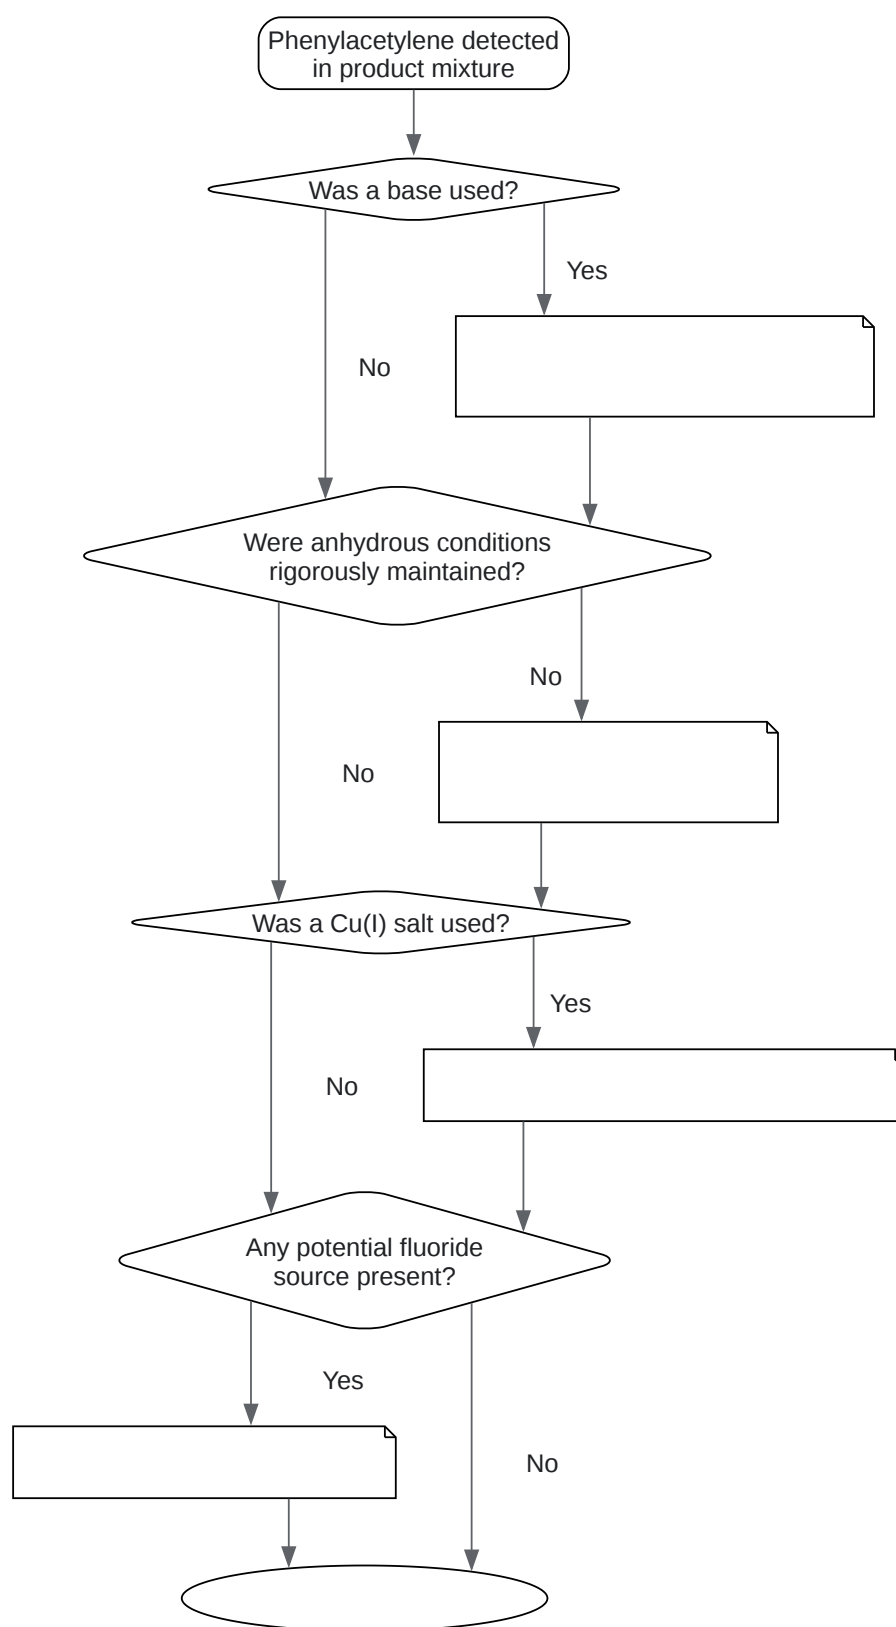 Phenylacetylene detected
in product mixture
Was a base used?
Yes
No
Were anhydrous conditions
rigorously maintained?
No
No
Was a Cu(I) salt used?
Yes
No
Any potential fluoride
source present?
Yes
No